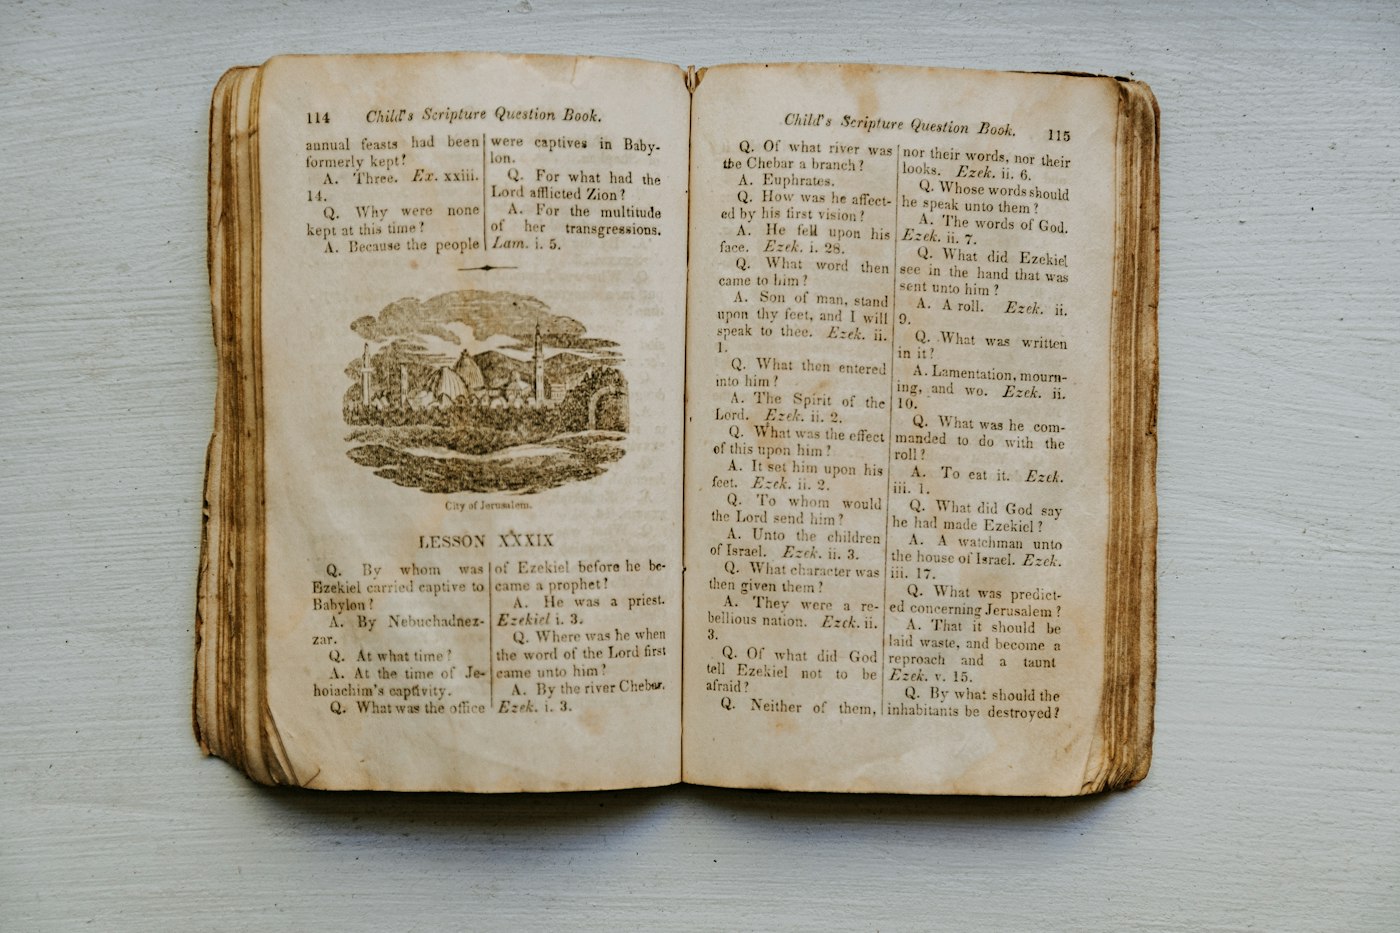 114 Child's Scripture Question Book.
annual feasts had been
formerly kept?
A. Three. Ex. xxiii.
14.
Q. Why were none
kept at this time?
A. Because the people
were captives in Baby-
lon.
Q. For what had the
Lord afflicted Zion?
A. For the multitude
of her transgressions.
Lam. i. 5.
City of Jerusalem.
LESSON XXXIX
Q. By whom was
Ezekiel carried captive to
Babylon?
A. By Nebuchadnez-
zar.
Q. At what time?
A. At the time of Je-
hoiachim's captivity.
Q. What was the office
of Ezekiel before he be-
came a prophet?
A. He was a priest.
Ezekiel i. 3.
Q. Where was he when
the word of the Lord first
came unto him?
A. By the river Chebar.
Ezek. i. 3.
Child's Scripture Question Book. 115
Q. Of what river was
the Chebar a branch?
A. Euphrates.
Q. How was he affect-
ed by his first vision?
A. He fell upon his
face. Ezek. i. 28.
Q. What word then
came to him?
A. Son of man, stand
upon thy feet, and I will
speak to thee. Ezek. ii.
1.
Q. What then entered
into him?
A. The Spirit of the
Lord. Ezek. ii. 2.
Q. What was the effect
of this upon him?
A. It set him upon his
feet. Ezek. ii. 2.
Q. To whom would
the Lord send him?
A. Unto the children
of Israel. Ezek. ii. 3.
Q. What character was
then given them?
A. They were a re-
bellious nation. Ezek. ii.
3.
Q. Of what did God
tell Ezekiel not to be
afraid?
Q. Neither of them,
nor their words, nor their
looks. Ezek. ii. 6.
Q. Whose words should
he speak unto them?
A. The words of God.
Ezek. ii. 7.
Q. What did Ezekiel
see in the hand that was
sent unto him?
A. A roll. Ezek. ii.
9.
Q. What was written
in it?
A. Lamentation, mourn-
ing, and wo. Ezek. ii.
10.
Q. What was he com-
manded to do with the
roll?
A. To eat it. Ezek.
iii. 1.
Q. What did God say
he had made Ezekiel?
A. A watchman unto
the house of Israel. Ezek.
iii. 17.
Q. What was predict-
ed concerning Jerusalem?
A. That it should be
laid waste, and become a
reproach and a taunt
Ezek. v. 15.
Q. By what should the
inhabitants be destroyed?